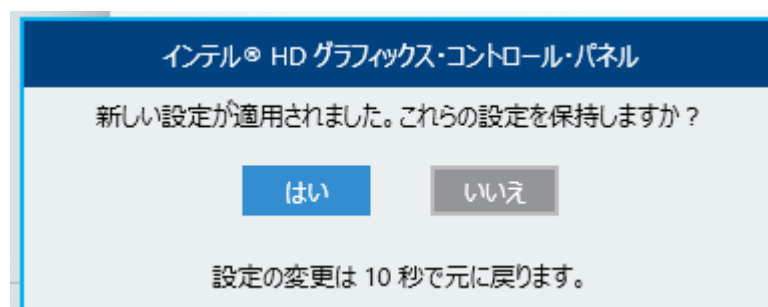 インテル® HD グラフィックス・コントロール・パネル
新しい設定が適用されました。これらの設定を保持しますか？
はい いいえ
設定の変更は 10 秒で元に戻ります。